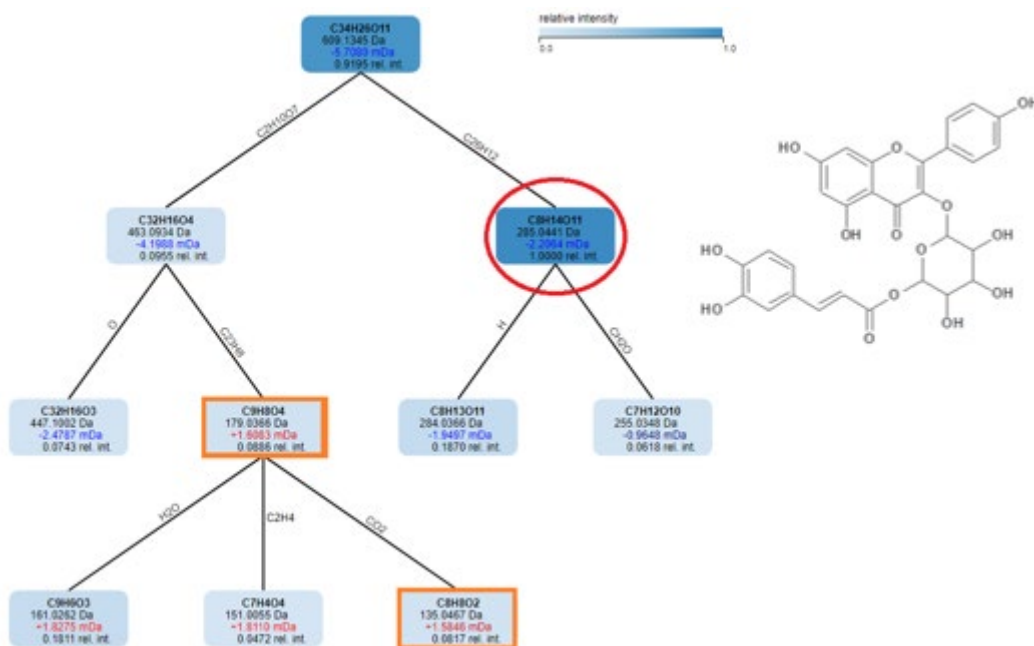 C34H26O11
609.1345 Da
-5.7089 mDa
0.9195 rel. int.
relative intensity
0.0
1.0
C2H10O7
C26H12
C32H16O4
463.0934 Da
-4.1988 mDa
0.0955 rel. int.
C8H14O11
285.0441 Da
-2.2964 mDa
1.0000 rel. int.
O
C23H8
H
CH2O
C32H16O3
447.1002 Da
-2.4787 mDa
0.0743 rel. int.
C9H8O4
179.0366 Da
+1.6083 mDa
0.0886 rel. int.
C8H13O11
284.0366 Da
-1.9497 mDa
0.1870 rel. int.
C7H12O10
255.0348 Da
-0.9648 mDa
0.0618 rel. int.
H2O
C2H4
CO2
C9H6O3
161.0262 Da
+1.8275 mDa
0.1811 rel. int.
C7H4O4
151.0055 Da
+1.8110 mDa
0.0472 rel. int.
C8H8O2
135.0467 Da
+1.5846 mDa
0.0817 rel. int.
OH
HO
O
OH
O
O
HO
HO
O
O
O
OH
OH
OH